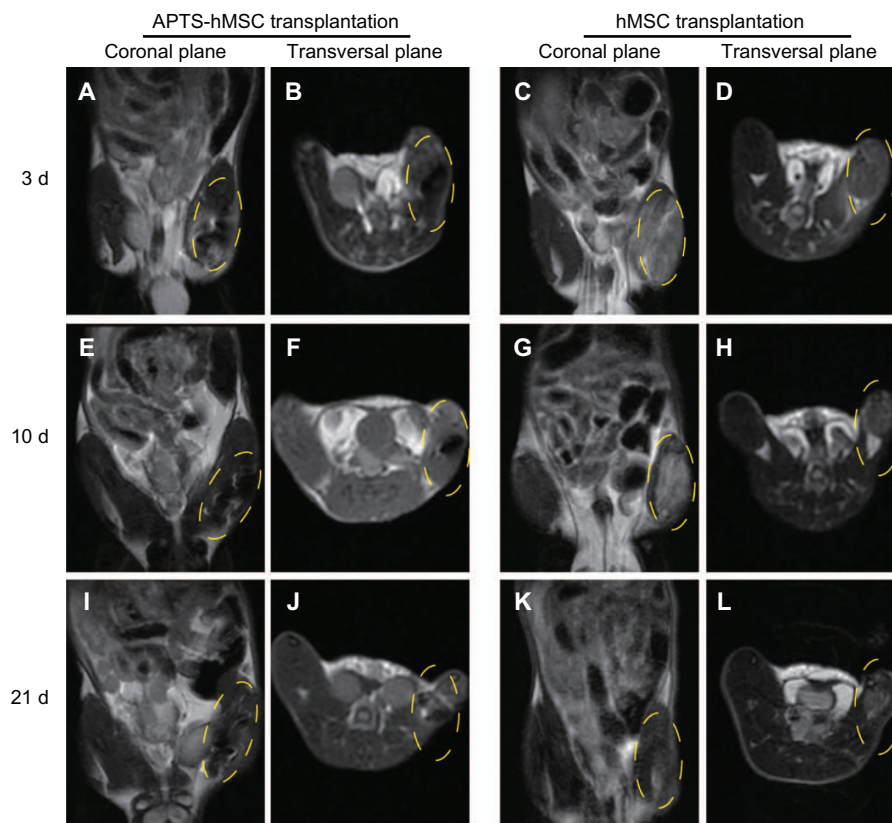 APTS-hMSC transplantation hMSC transplantation
Coronal plane Transversal plane Coronal plane Transversal plane
A B C D
3 d
E F G H
10 d
I J K L
21 d